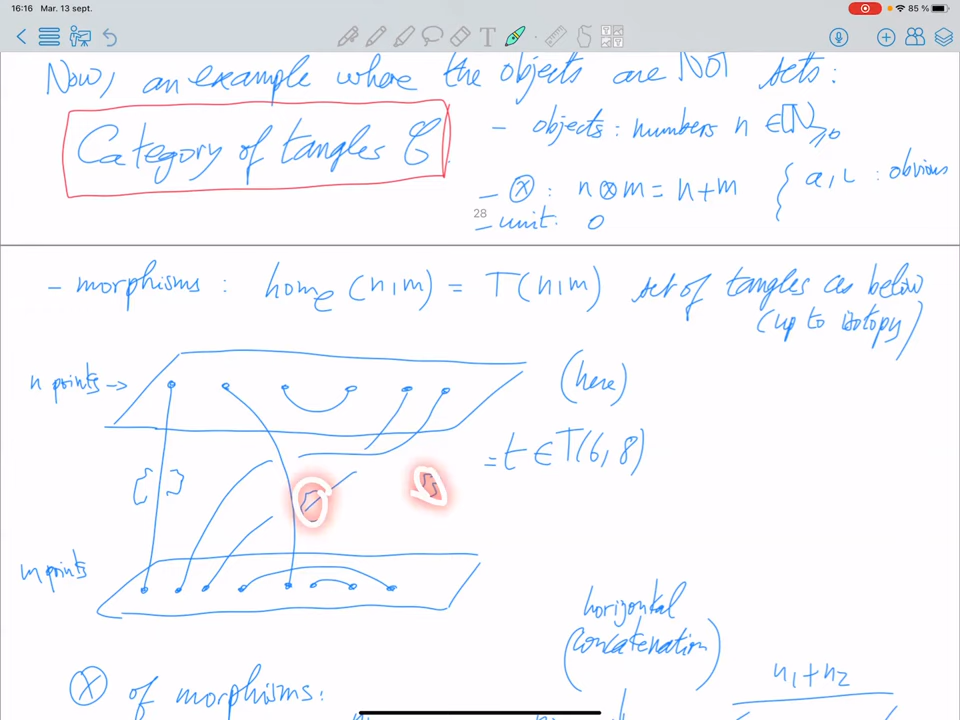 16:16 Mar. 13 sept.
85 %
Now, an example where the objects are NOT sets:
Category of tangles C
- objects: numbers n ∈ ℕ≥0
- ⊗ : n ⊗ m = n+m { a, l : obvious
28
- unit: 0
- morphisms : hom_C (n,m) = T(n,m) set of tangles as below
(up to isotopy)
n points →
(here)
= t ∈ T(6,8)
m points
horizontal
(concatenation)
n₁+n₂
⊗ of morphisms: